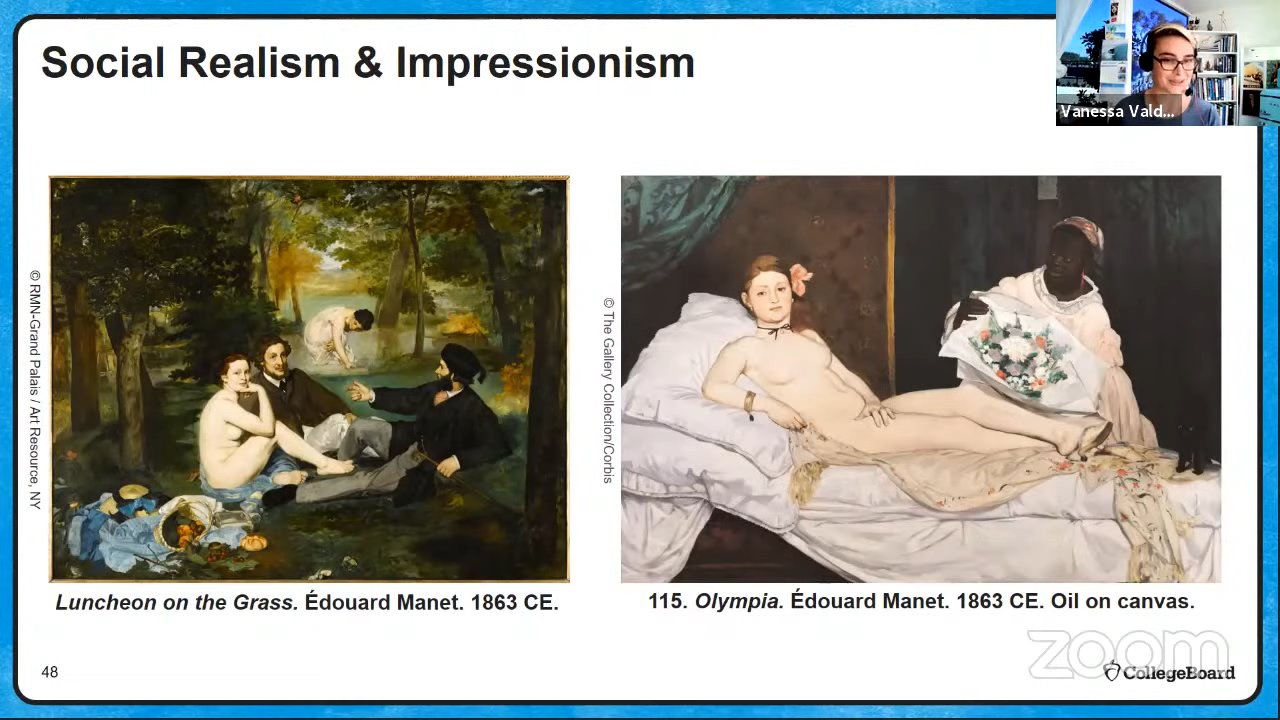 Social Realism & Impressionism
Vanessa Vald...
© RMN-Grand Palais / Art Resource, NY
© The Gallery Collection/Corbis
Luncheon on the Grass. Édouard Manet. 1863 CE.
115. Olympia. Édouard Manet. 1863 CE. Oil on canvas.
zoom
48
CollegeBoard